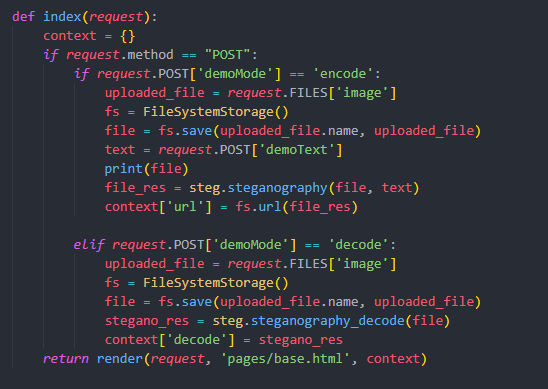 def index(request):
    context = {}
    if request.method == "POST":
        if request.POST['demoMode'] == 'encode':
            uploaded_file = request.FILES['image']
            fs = FileSystemStorage()
            file = fs.save(uploaded_file.name, uploaded_file)
            text = request.POST['demoText']
            print(file)
            file_res = steg.steganography(file, text)
            context['url'] = fs.url(file_res)

        elif request.POST['demoMode'] == 'decode':
            uploaded_file = request.FILES['image']
            fs = FileSystemStorage()
            file = fs.save(uploaded_file.name, uploaded_file)
            stegano_res = steg.steganography_decode(file)
            context['decode'] = stegano_res
    return render(request, 'pages/base.html', context)